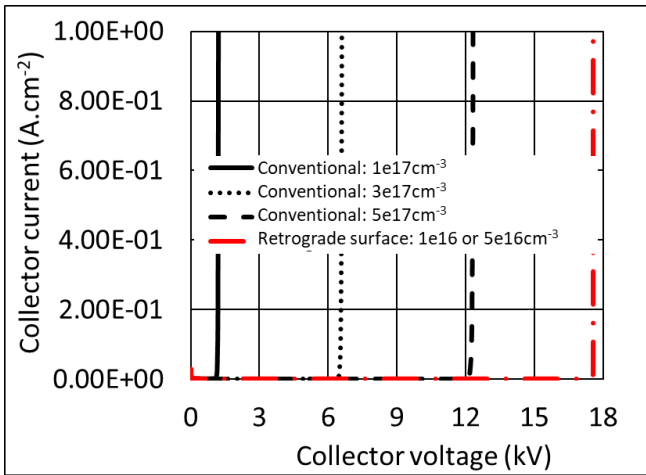 1.00E+00
8.00E-01
6.00E-01
4.00E-01
2.00E-01
0.00E+00
Collector current (A.cm-2)
Conventional: 1e17cm-3
Conventional: 3e17cm-3
Conventional: 5e17cm-3
Retrograde surface: 1e16 or 5e16cm-3
0 3 6 9 12 15 18
Collector voltage (kV)